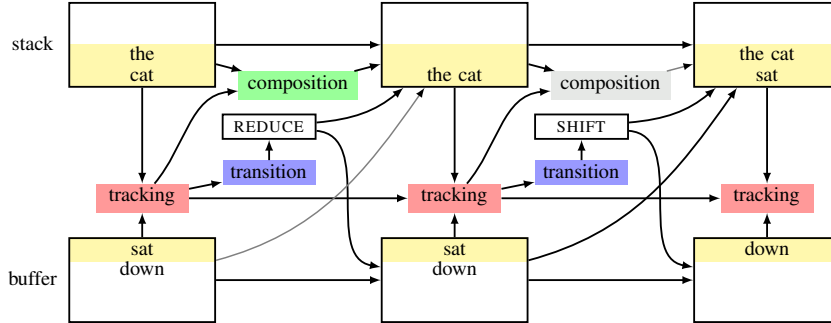 stack
the
cat
the cat
the cat
sat
composition
composition
REDUCE
SHIFT
transition
transition
tracking
tracking
tracking
buffer
sat
down
sat
down
down